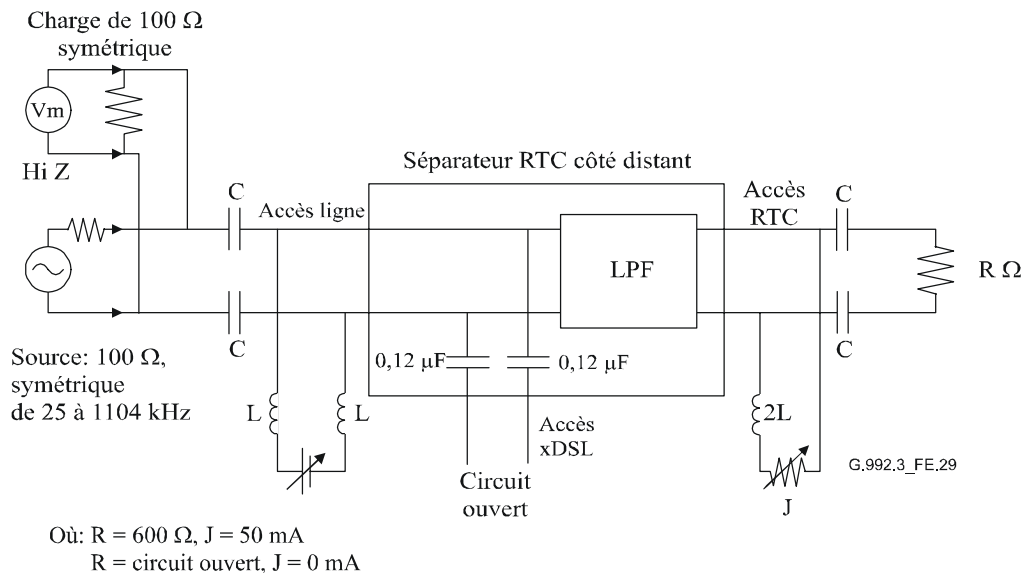 Charge de 100 Ω
symétrique
Vm
Hi Z
Séparateur RTC côté distant
C
Accès ligne
Accès
RTC
C
LPF
R Ω
C
C
Source: 100 Ω,
symétrique
de 25 à 1104 kHz
0,12 µF
0,12 µF
L
L
2L
Accès
xDSL
Circuit
ouvert
J
G.992.3_FE.29
Où: R = 600 Ω, J = 50 mA
R = circuit ouvert, J = 0 mA